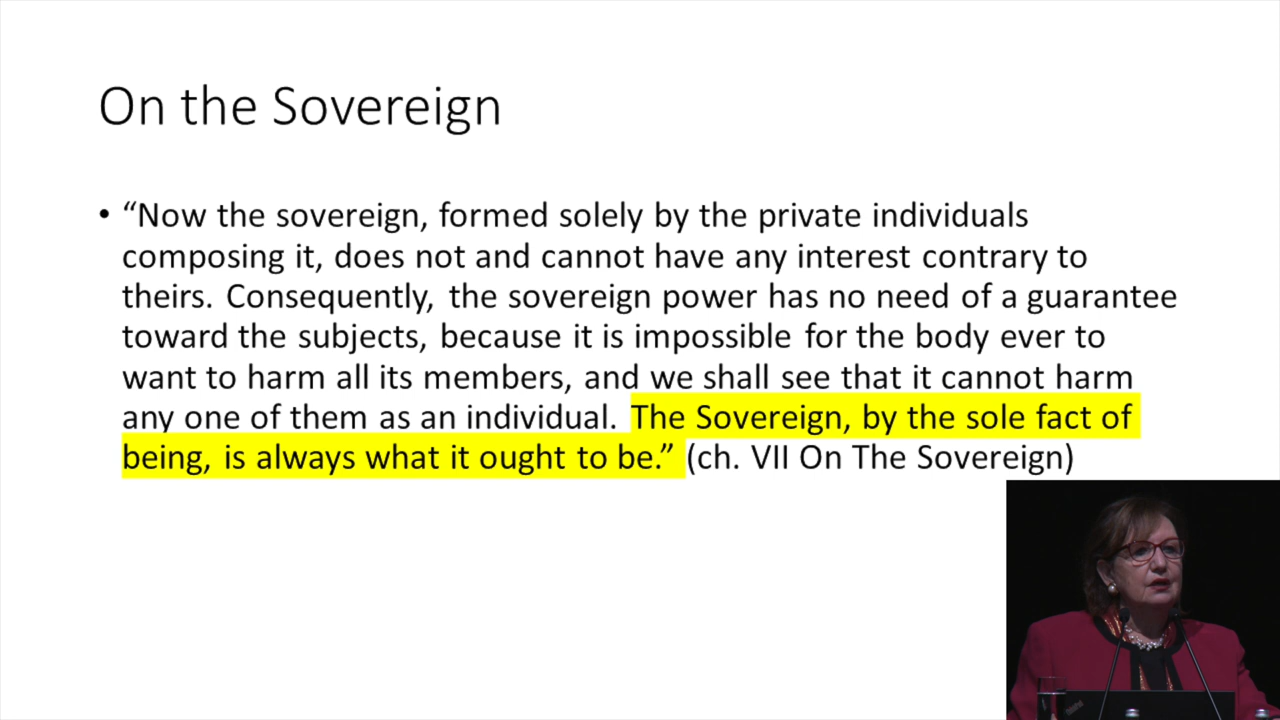 On the Sovereign
• “Now the sovereign, formed solely by the private individuals
composing it, does not and cannot have any interest contrary to
theirs. Consequently, the sovereign power has no need of a guarantee
toward the subjects, because it is impossible for the body ever to
want to harm all its members, and we shall see that it cannot harm
any one of them as an individual. The Sovereign, by the sole fact of
being, is always what it ought to be.” (ch. VII On The Sovereign)